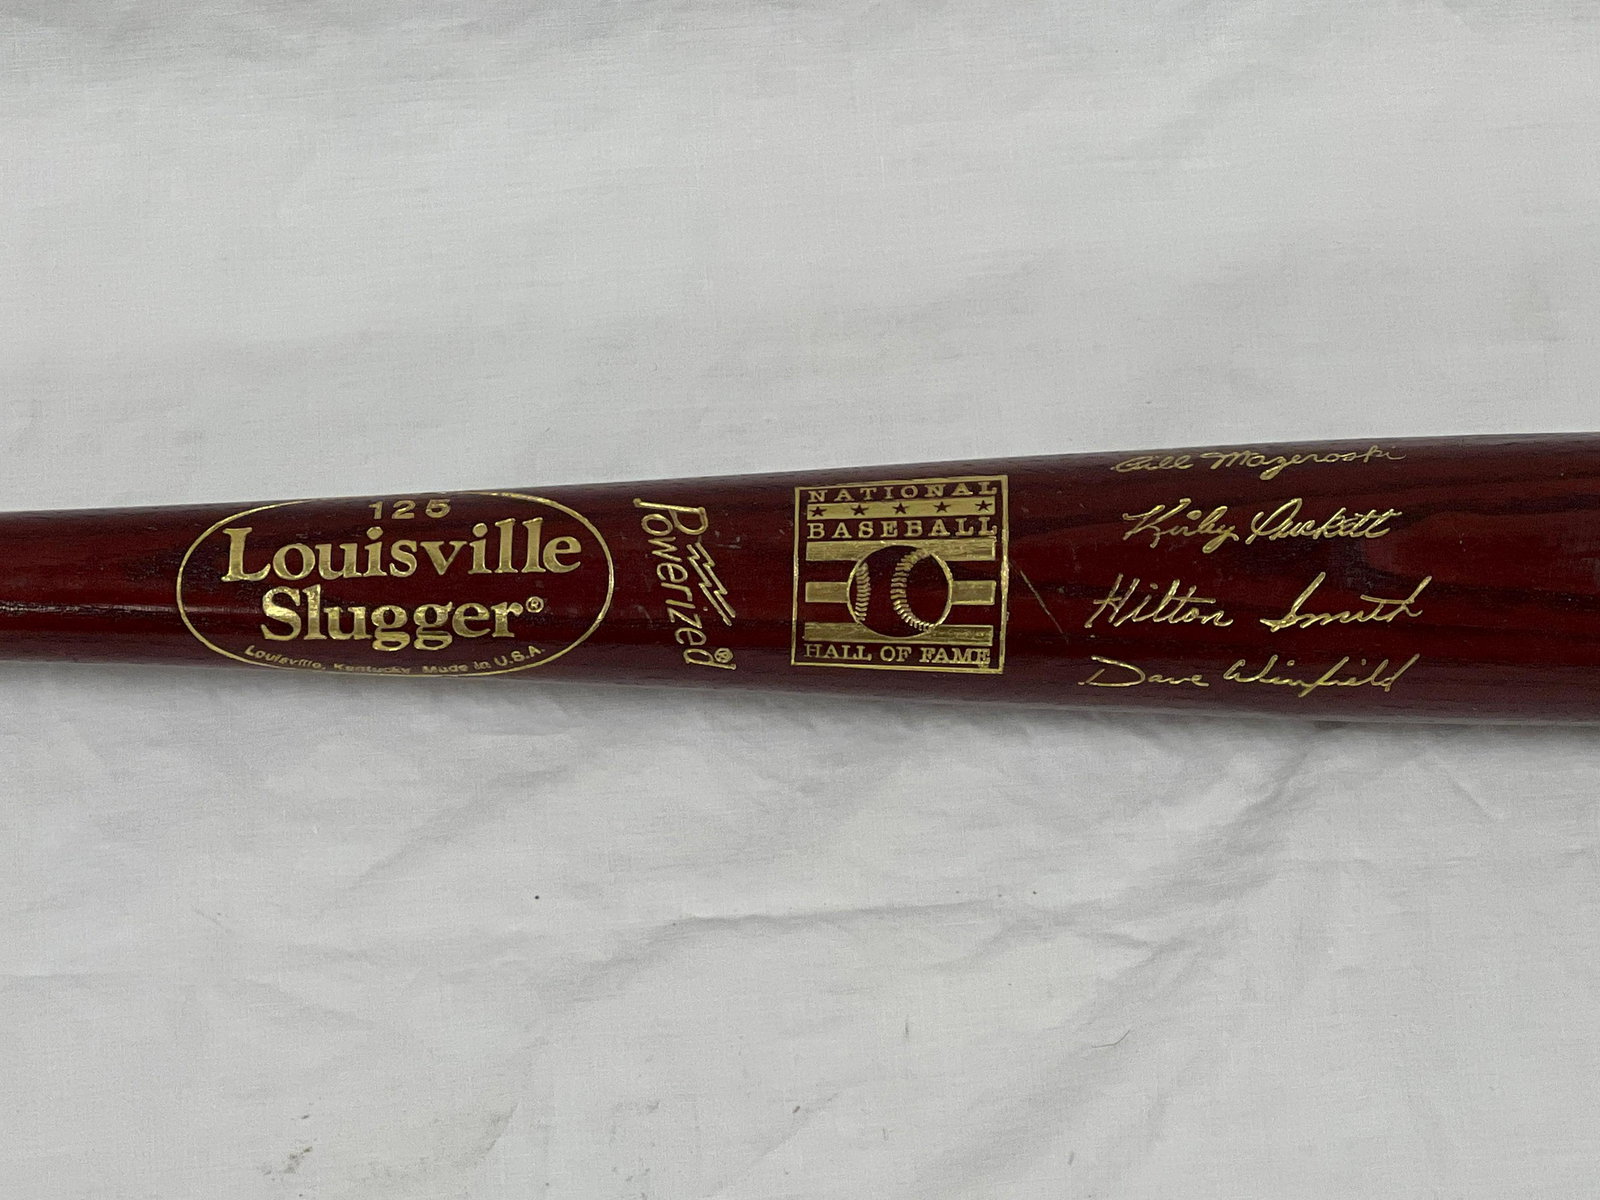 125
Louisville
Slugger®
Louisville, Kentucky Made in U.S.A.
Powerized®
NATIONAL
BASEBALL
HALL OF FAME
Bill Mazeroski
Kirby Puckett
Hilton Smith
Dave Winfield